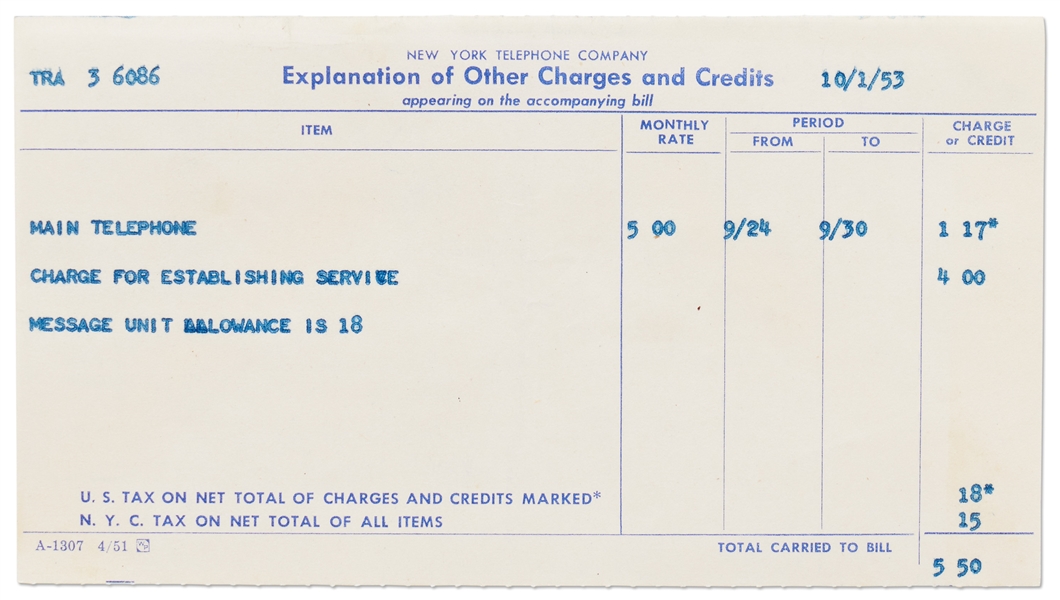 NEW YORK TELEPHONE COMPANY
TRA 3 6086 Explanation of Other Charges and Credits 10/1/53
appearing on the accompanying bill
ITEM MONTHLY RATE PERIOD FROM TO CHARGE or CREDIT
MAIN TELEPHONE 5 00 9/24 9/30 1 17*
CHARGE FOR ESTABLISHING SERVICE 4 00
MESSAGE UNIT ALLOWANCE IS 18
U. S. TAX ON NET TOTAL OF CHARGES AND CREDITS MARKED* 18*
N. Y. C. TAX ON NET TOTAL OF ALL ITEMS 15
A-1307 4/51 TOTAL CARRIED TO BILL
5 50